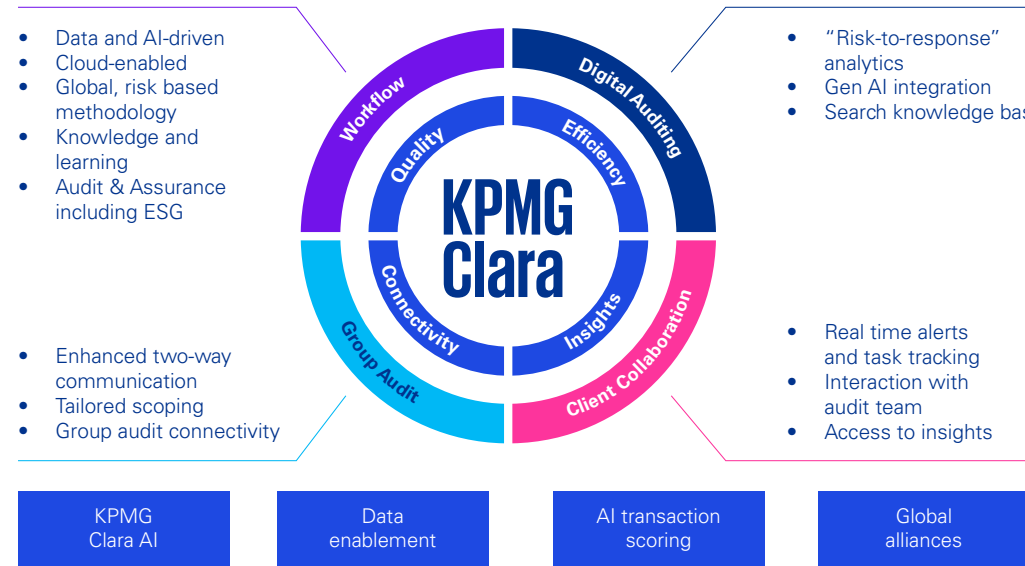 • Data and AI-driven
• Cloud-enabled
• Global, risk based
methodology
• Knowledge and
learning
• Audit & Assurance
including ESG
• “Risk-to-response”
analytics
• Gen AI integration
• Search knowledge
Workflow
Digital Auditing
Quality
Efficiency
KPMG
Clara
Connectivity
Insights
Group Audit
Client Collaboration
• Enhanced two-way
communication
• Tailored scoping
• Group audit connectivity
• Real time alerts
and task tracking
• Interaction with
audit team
• Access to insights
KPMG
Clara AI
Data
enablement
AI transaction
scoring
Global
alliances